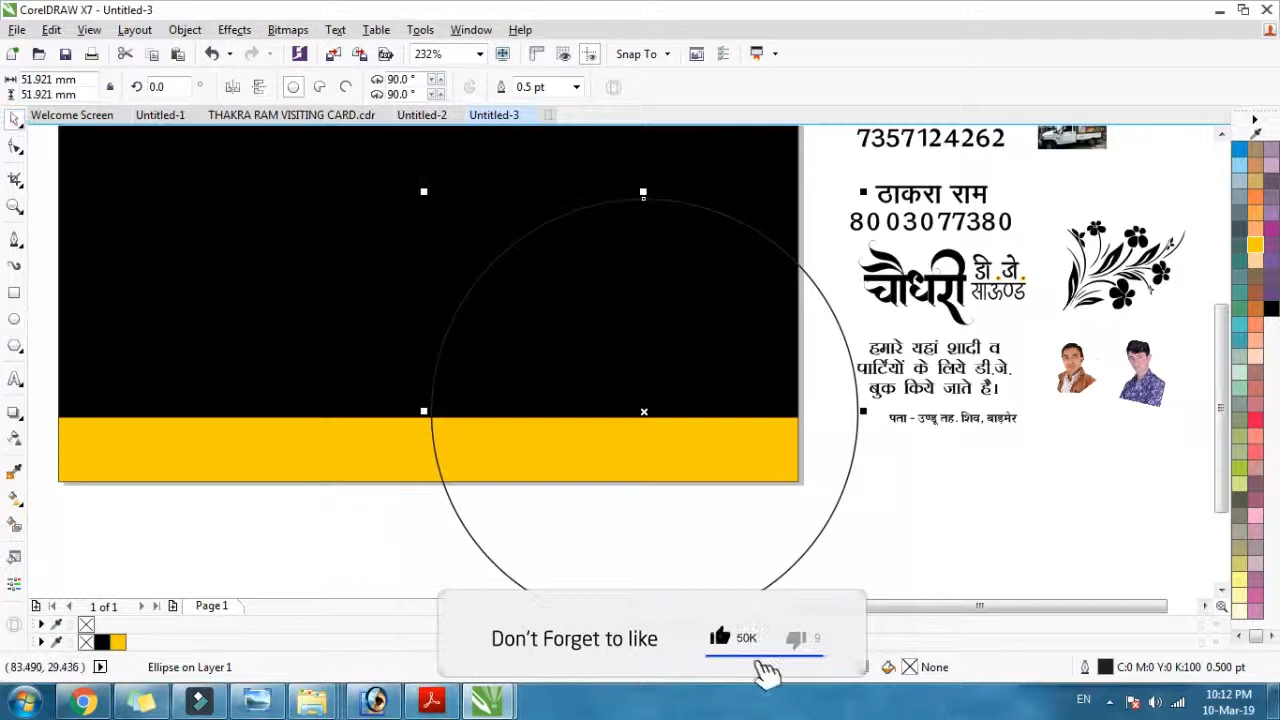 CorelDRAW X7 - Untitled-3
File Edit View Layout Object Effects Bitmaps Text Table Tools Window Help
232% Snap To
51.921 mm
51.921 mm
0.0 ° 90.0 ° 90.0 ° 0.5 pt
Welcome Screen Untitled-1 THAKRA RAM VISITING CARD.cdr Untitled-2 Untitled-3
7357124262
ठाकरा राम
8003077380
चौधरी डी .जे.
साऊण्ड
हमारे यहां शादी व
पार्टियों के लिये डी.जे.
बुक किये जाते है।
पता - उण्डू तह. शिव, बाड़मेर
1 of 1 Page 1
Don't Forget to like 50K 9
(83.490, 29.436) Ellipse on Layer 1 None C:0 M:0 Y:0 K:100 0.500 pt
EN 10:12 PM
10-Mar-19